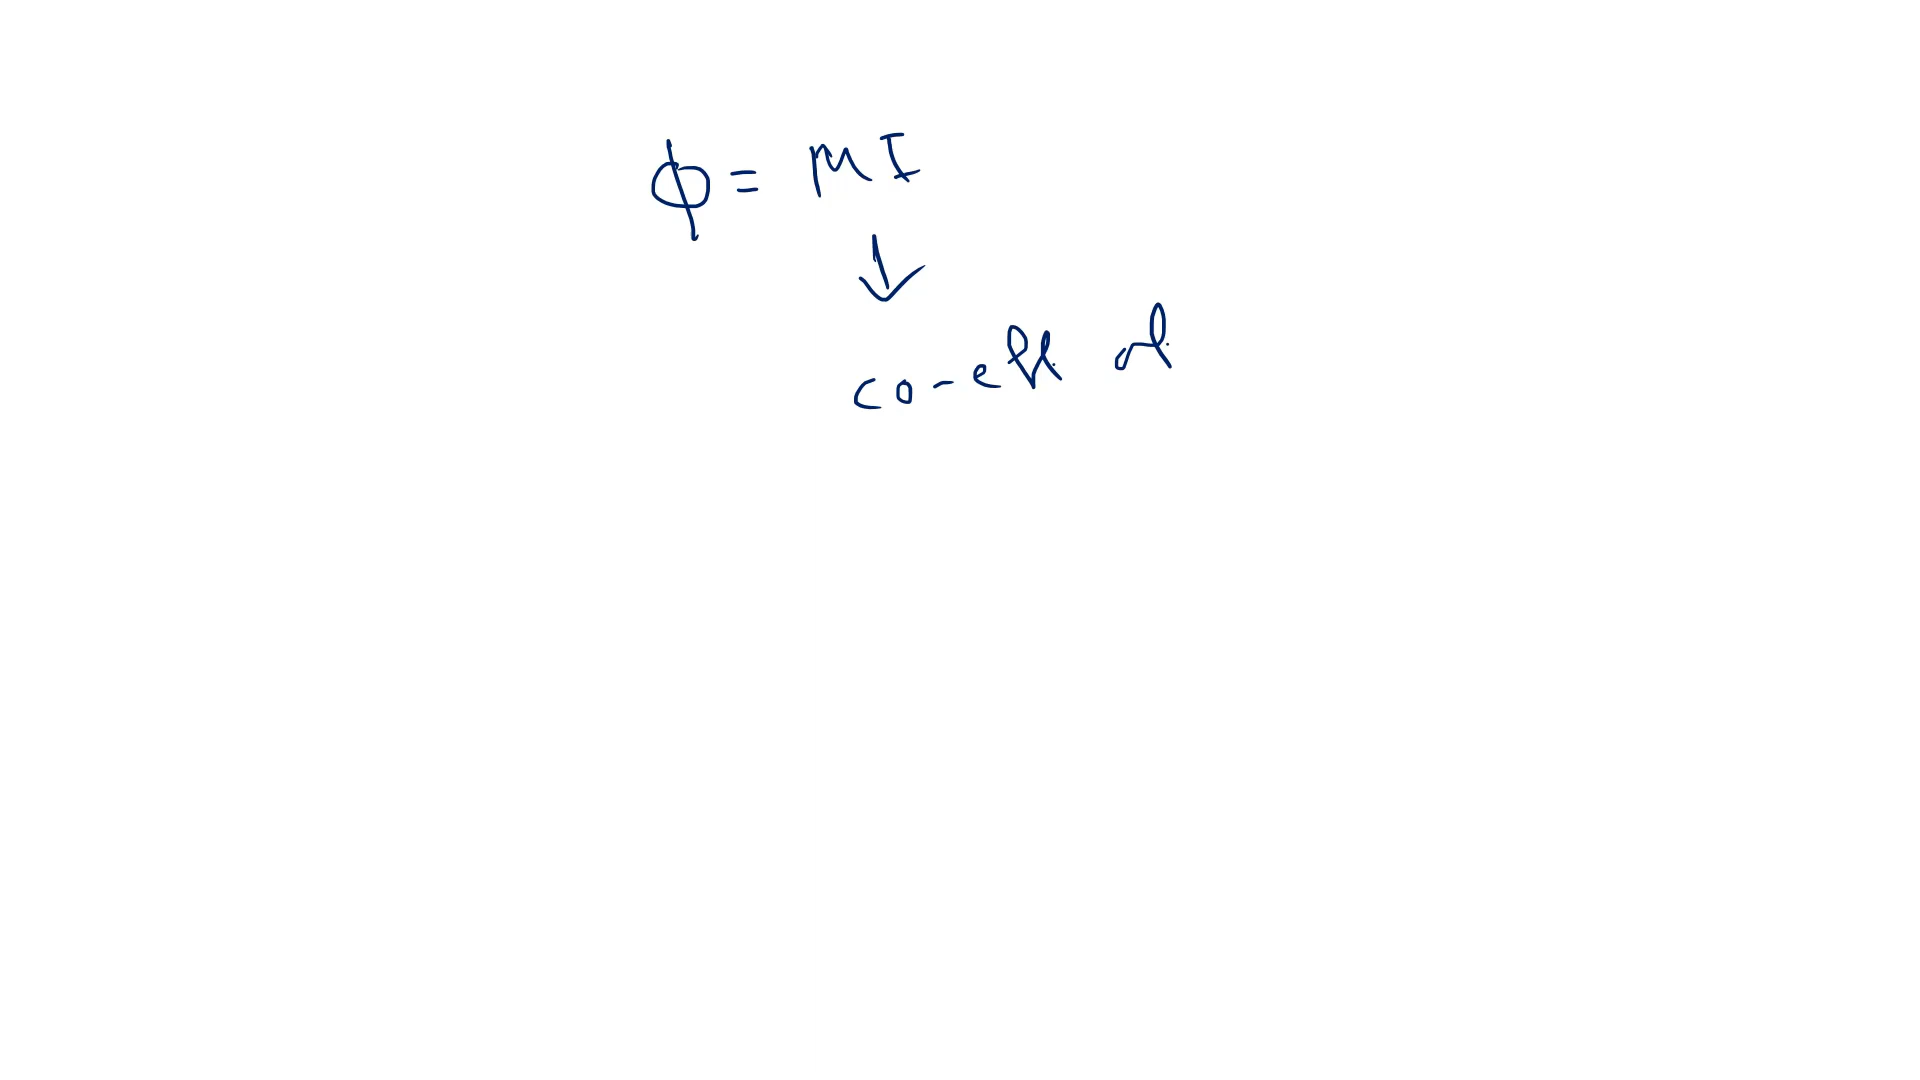 ϕ = MI
↓
co-eff of